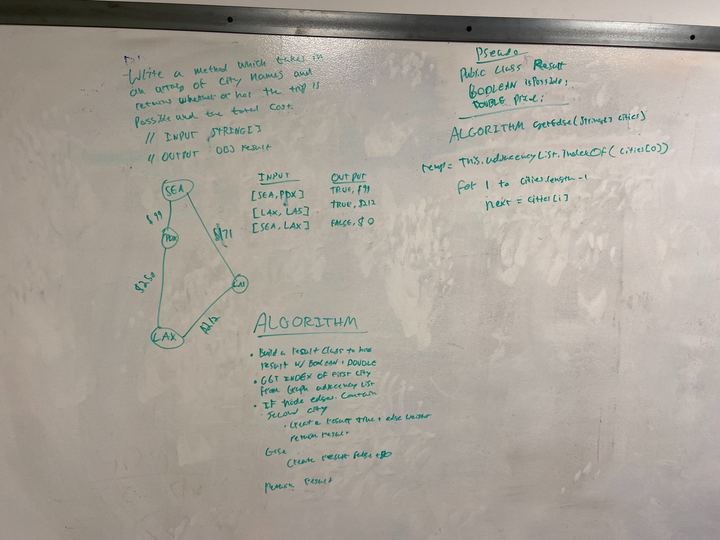 Write a method which takes in
an array of city names and
return whether or not the trip is
possible and the total cost.
// INPUT STRING[]
// OUTPUT OBJ result
INPUT OUTPUT
[SEA, PDX] TRUE, $99
[LAX, LAS] TRUE, $212
[SEA, LAX] FALSE, $0
SEA
$99
PDX
$171
$250
LAS
LAX
$212
ALGORITHM
• Build a result class to hold
result w/ BOOLEAN + DOUBLE
• GET INDEX of First city
From Graph adjacency List
• IF node edges contain
second city
• create a result true + edge weight
return result
Else
Create result false + $0
Return result
Pseudo
Public class Result
BOOLEAN isPossible;
DOUBLE price;
ALGORITHM getEdge(String[] cities)
temp = This.adjacencyList.IndexOf(cities[0])
for 1 to cities.length -1
next = cities[i]